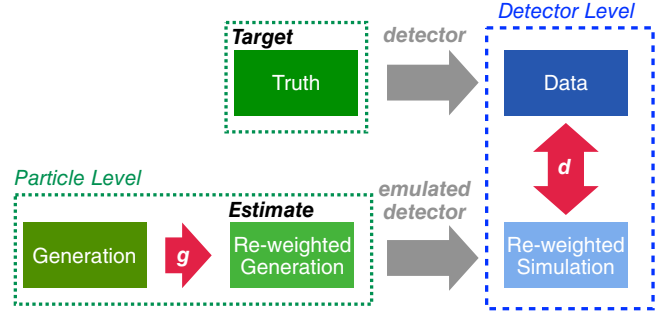 Detector Level
Target
detector
Truth
Data
Particle Level
emulated
detector
d
Estimate
Generation
g
Re-weighted
Generation
Re-weighted
Simulation